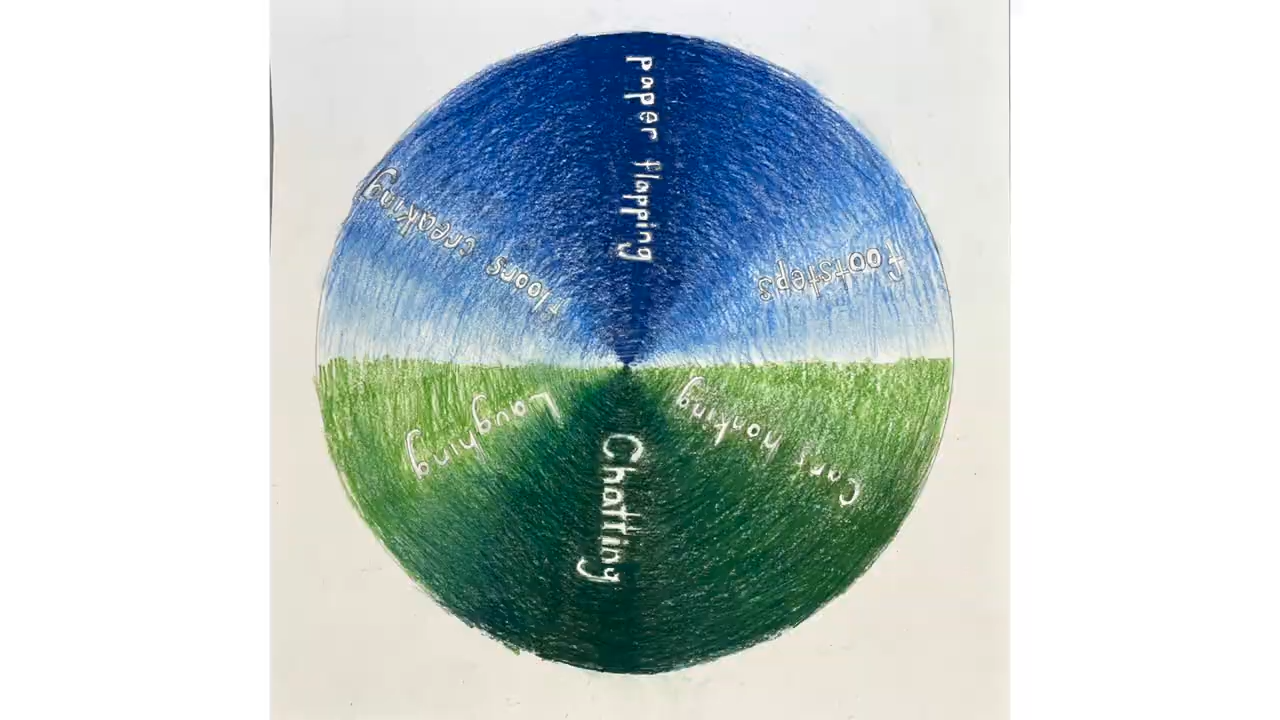 paper flapping
footsteps
Cars honking
Chatting
Laughing
floors creaking